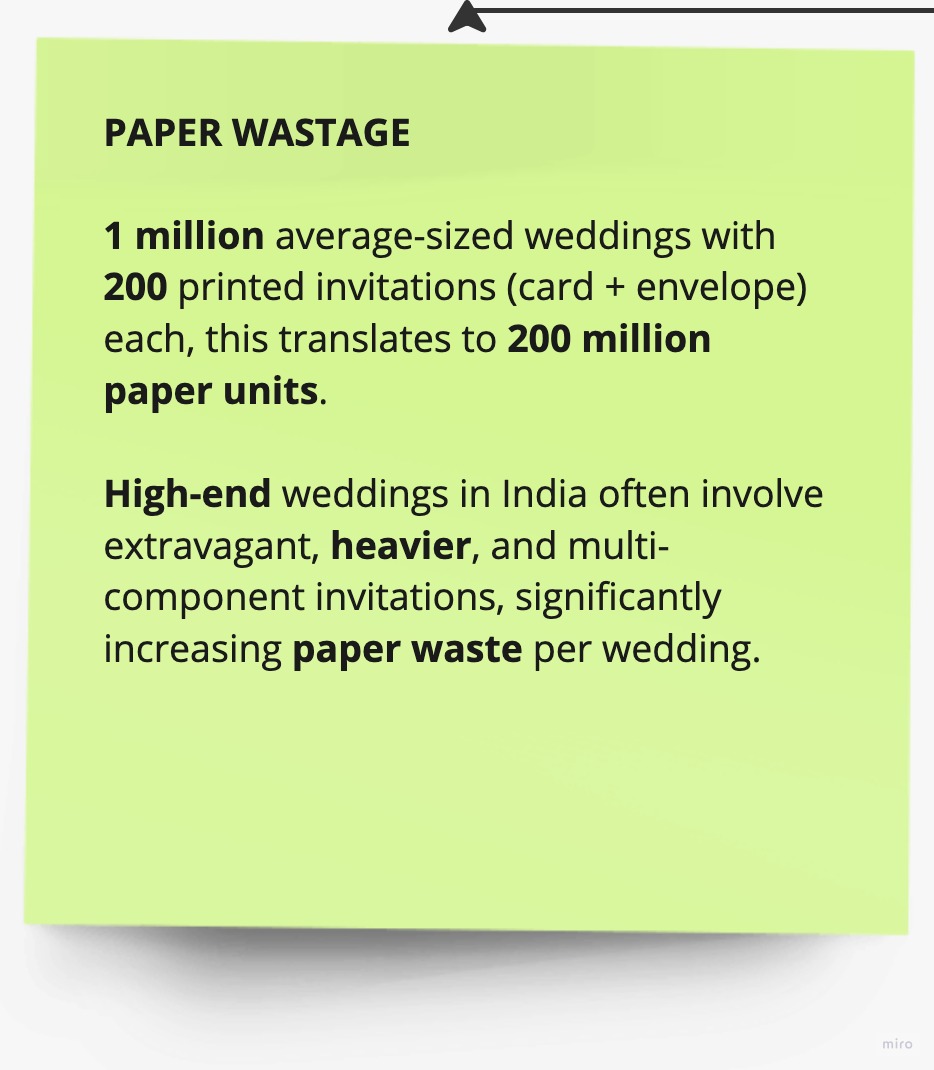 PAPER WASTAGE
1 million average-sized weddings with
200 printed invitations (card + envelope)
each, this translates to 200 million
paper units.
High-end weddings in India often involve
extravagant, heavier, and multi-
component invitations, significantly
increasing paper waste per wedding.
miro